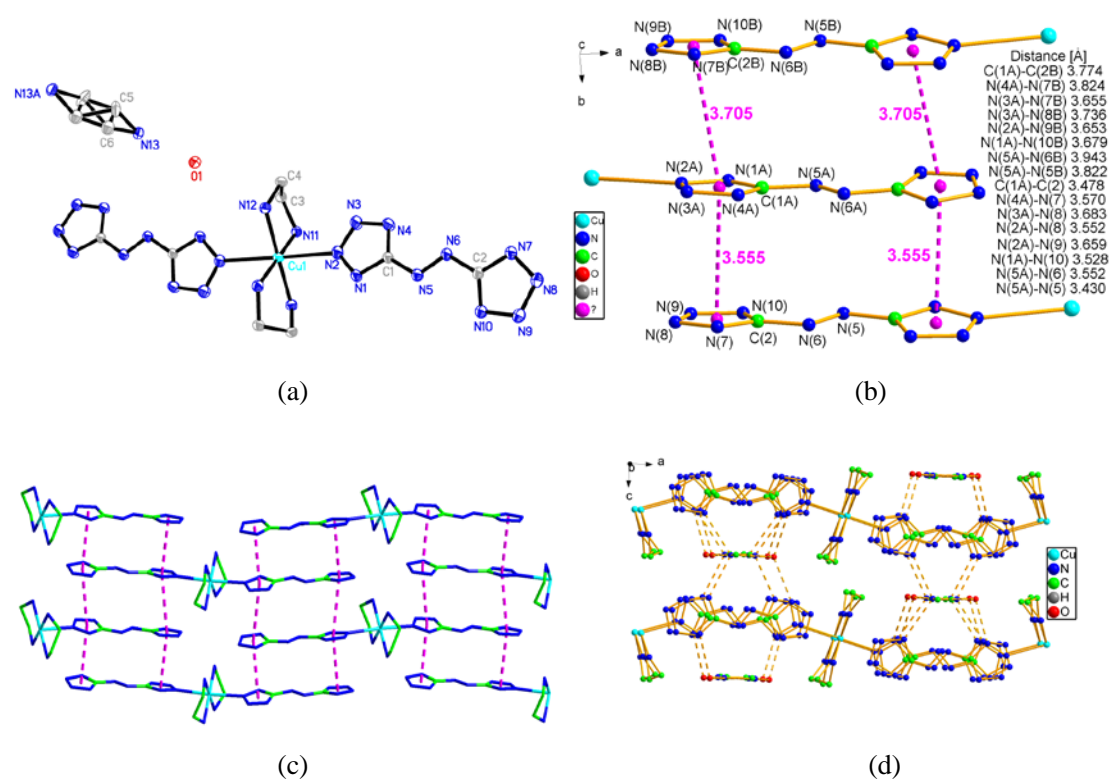 N13A
C5
C6
N13
O1
C4
C3
N12
N11
N3
N4
N6
C2
N7
Cu1
N2
C1
N8
N1
N5
N10
N9
(a)
c
a
b
N(9B)
N(10B)
N(5B)
N(8B)
N(7B)
C(2B)
N(6B)
3.705
3.705
N(2A)
N(1A)
N(5A)
N(3A)
N(4A)
C(1A)
N(6A)
3.555
3.555
N(9)
N(10)
N(8)
N(7)
C(2)
N(6)
N(5)
Cu
N
C
O
H
?
Distance [Å]
C(1A)-C(2B) 3.774
N(4A)-N(7B) 3.824
N(3A)-N(7B) 3.655
N(3A)-N(8B) 3.736
N(2A)-N(9B) 3.653
N(1A)-N(10B) 3.679
N(5A)-N(6B) 3.943
N(5A)-N(5B) 3.822
C(1A)-C(2) 3.478
N(4A)-N(7) 3.570
N(3A)-N(8) 3.683
N(2A)-N(8) 3.552
N(2A)-N(9) 3.659
N(1A)-N(10) 3.528
N(5A)-N(6) 3.552
N(5A)-N(5) 3.430
(b)
(c)
b
a
c
Cu
N
C
H
O
(d)